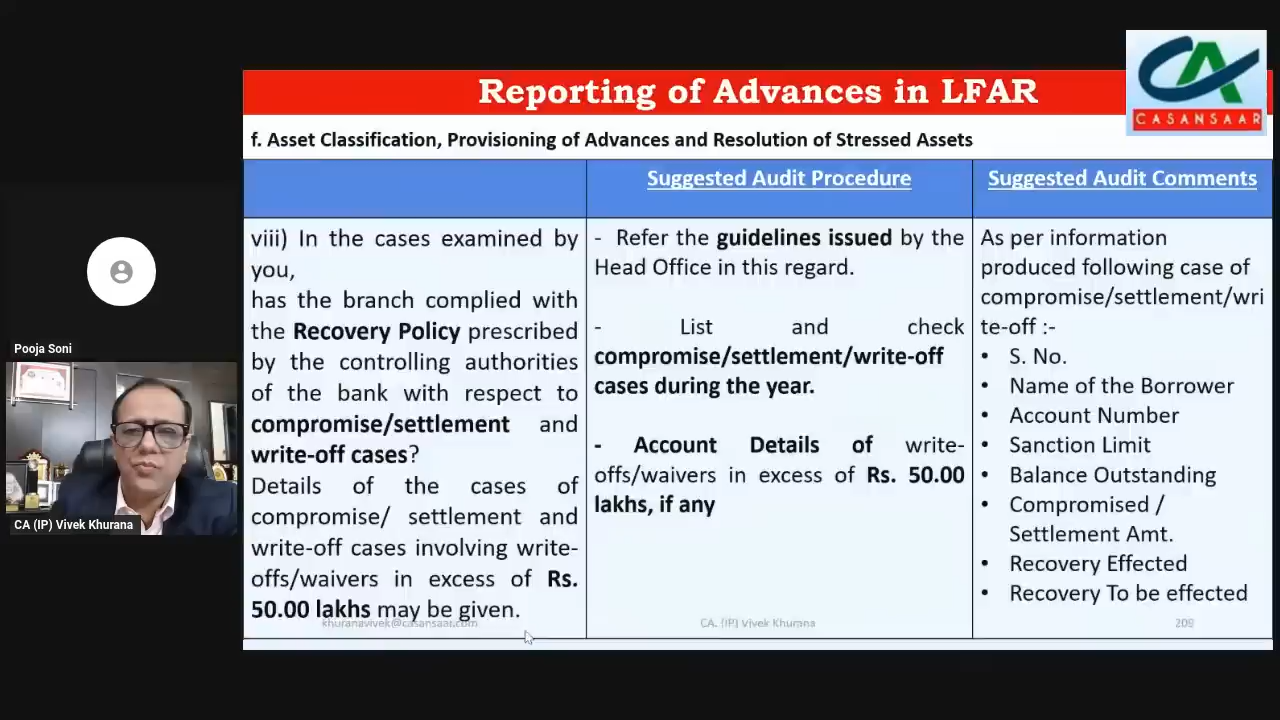 Reporting of Advances in LFAR
CASANSAAR
f. Asset Classification, Provisioning of Advances and Resolution of Stressed Assets
Suggested Audit Procedure
Suggested Audit Comments
viii) In the cases examined by
you,
has the branch complied with
the Recovery Policy prescribed
by the controlling authorities
of the bank with respect to
compromise/settlement and
write-off cases?
Details of the cases of
compromise/ settlement and
write-off cases involving write-
offs/waivers in excess of Rs.
50.00 lakhs may be given.
- Refer the guidelines issued by the
Head Office in this regard.
- List and check
compromise/settlement/write-off
cases during the year.
- Account Details of write-
offs/waivers in excess of Rs. 50.00
lakhs, if any
As per information
produced following case of
compromise/settlement/wri
te-off :-
• S. No.
• Name of the Borrower
• Account Number
• Sanction Limit
• Balance Outstanding
• Compromised /
Settlement Amt.
• Recovery Effected
• Recovery To be effected
khuranavivek@casansaar.com
CA. (IP) Vivek Khurana
209
Pooja Soni
CA (IP) Vivek Khurana